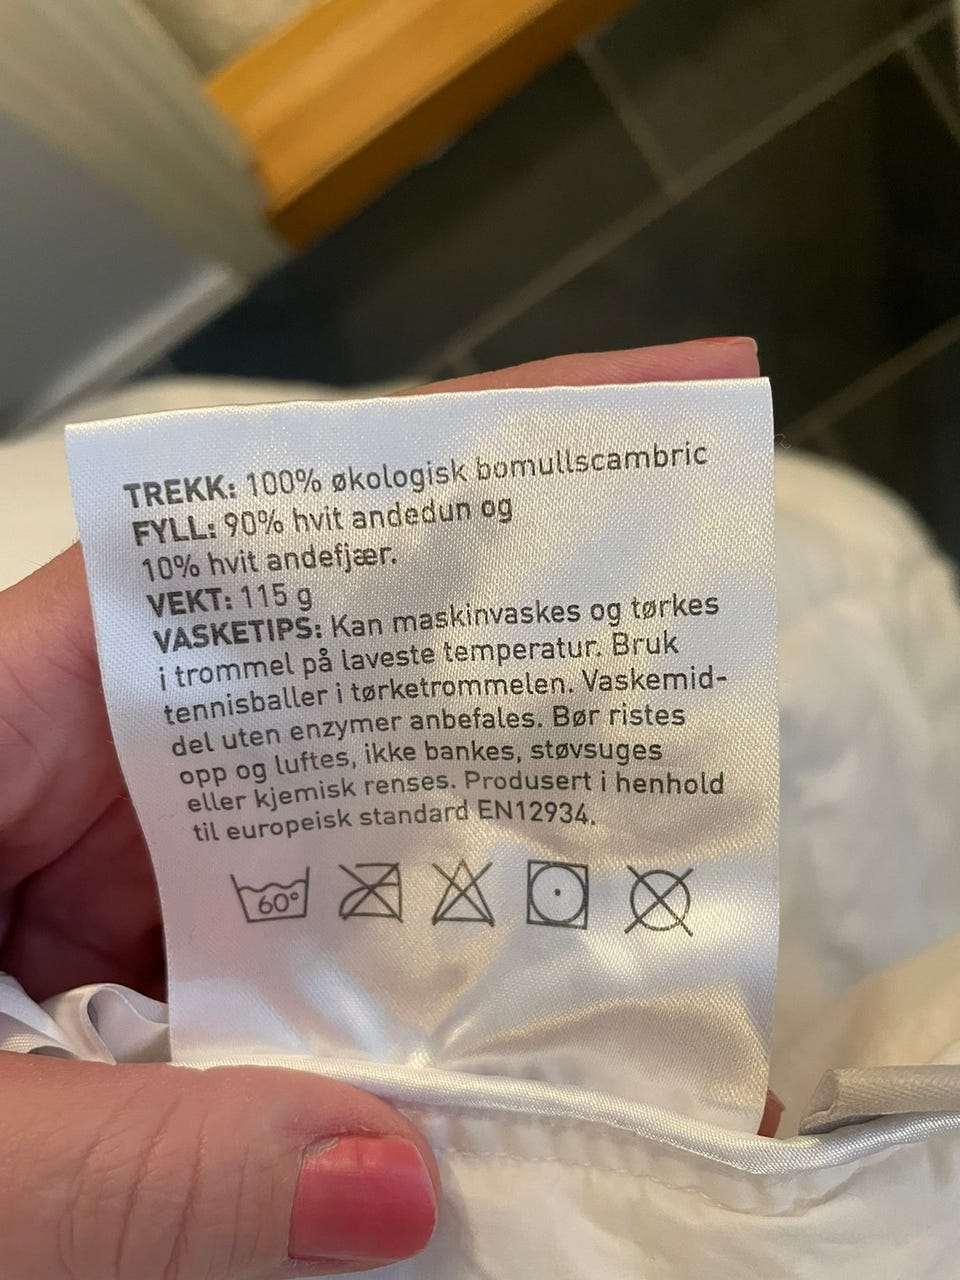 TREKK: 100% økologisk bomullscambric
FYLL: 90% hvit andedun og
10% hvit andefjær.
VEKT: 115 g
VASKETIPS: Kan maskinvaskes og tørkes
i trommel på laveste temperatur. Bruk
tennisballer i tørketrommelen. Vaskemid-
del uten enzymer anbefales. Bør ristes
opp og luftes, ikke bankes, støvsuges
eller kjemisk renses. Produsert i henhold
til europeisk standard EN12934.
60°